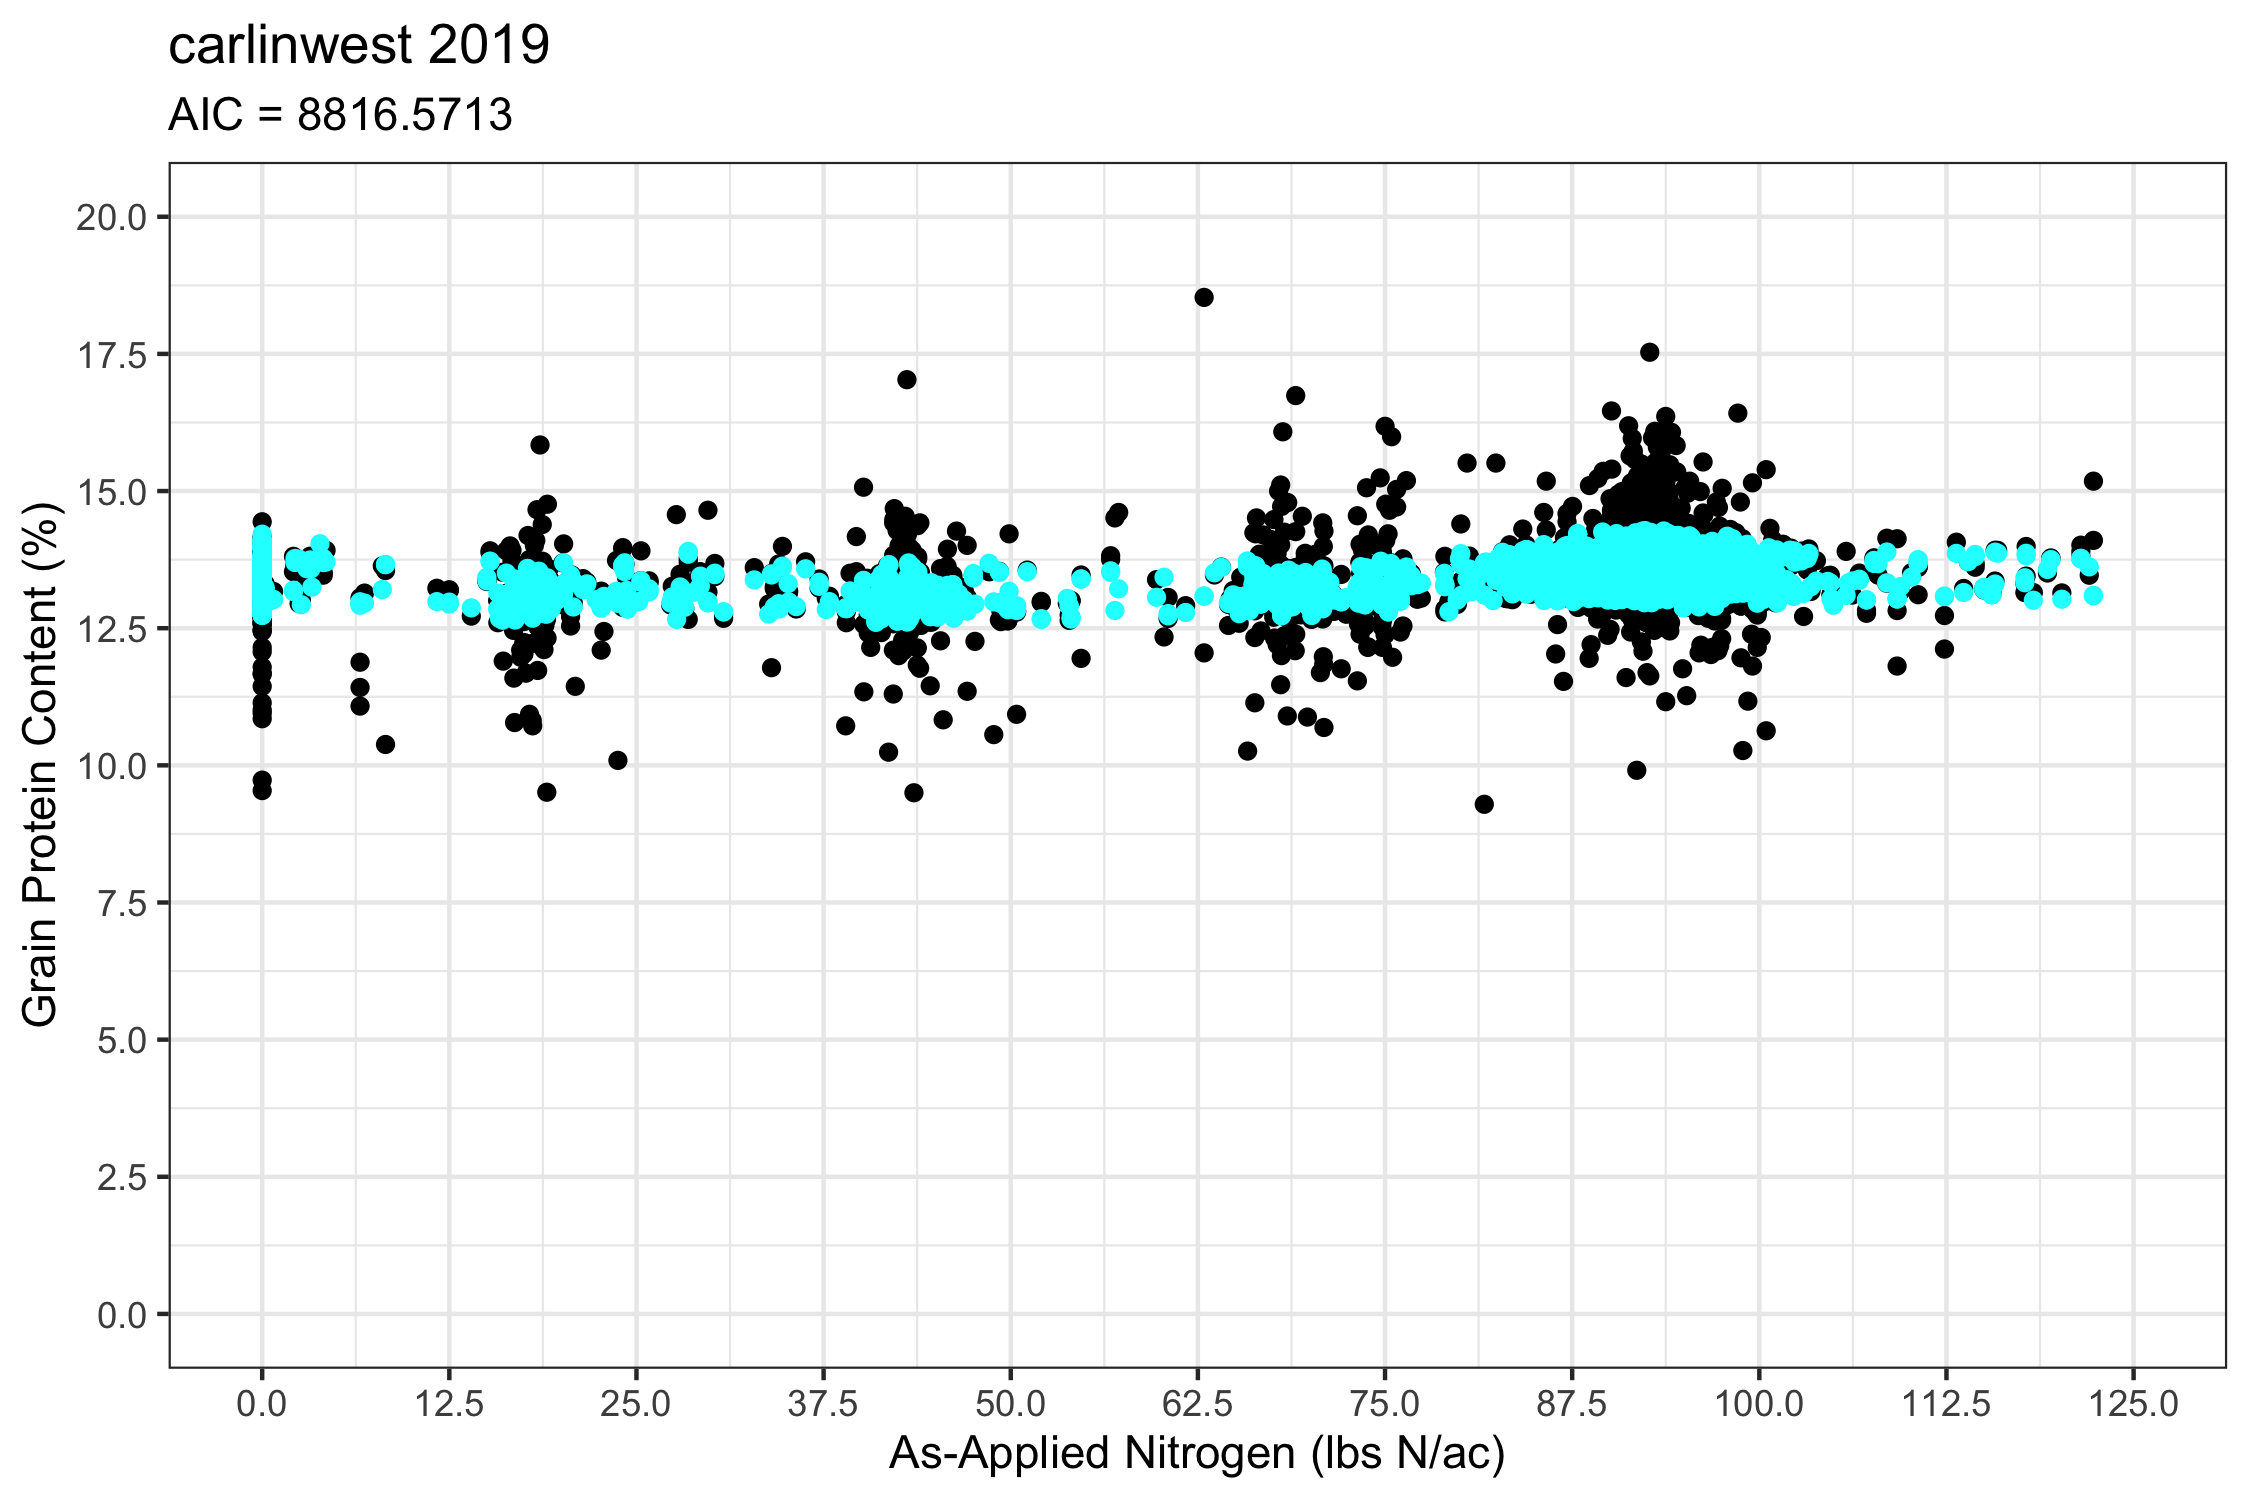 carlinwest 2019
AIC = 8816.5713
Grain Protein Content (%)
20.0
17.5
15.0
12.5
10.0
7.5
5.0
2.5
0.0
0.0 12.5 25.0 37.5 50.0 62.5 75.0 87.5 100.0 112.5 125.0
As-Applied Nitrogen (lbs N/ac)